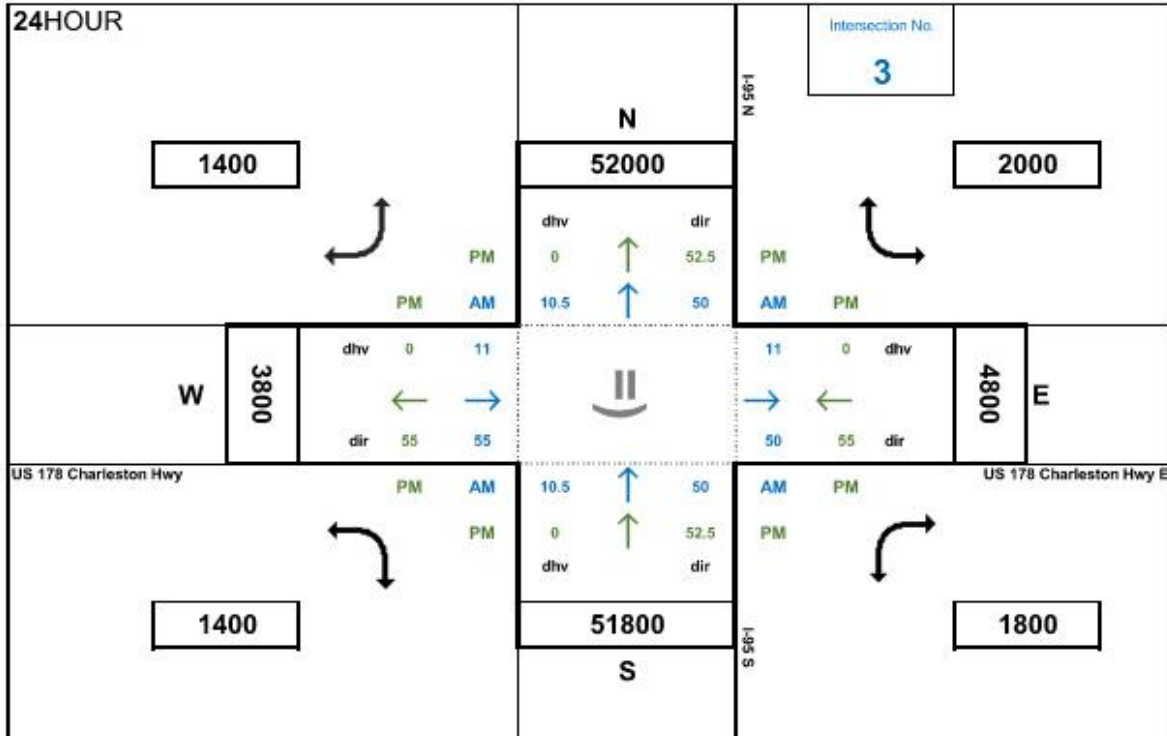 24HOUR
Intersection No.
3
I-95 N
N
1400
52000
2000
dhv dir
PM 0 52.5 PM
PM AM 10.5 50 AM PM
dhv 0 11 11 0 dhv
W 3800 4800 E
dir 55 55 50 55 dir
US 178 Charleston Hwy
US 178 Charleston Hwy E
PM AM 10.5 50 AM PM
PM 0 52.5 PM
dhv dir
1400
51800
1800
I-95 S
S